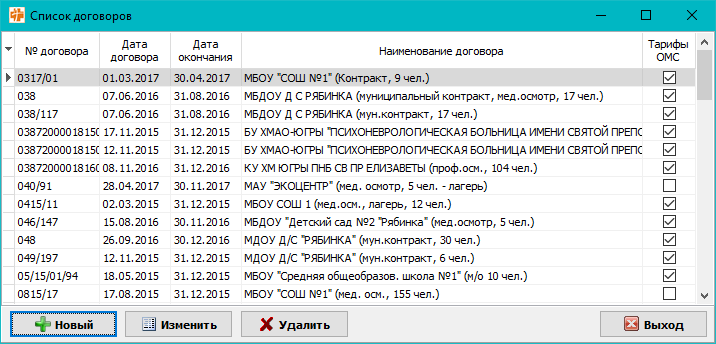 Список договоров
№ договора Дата договора Дата окончания Наименование договора Тарифы ОМС
0317/01 01.03.2017 30.04.2017 МБОУ "СОШ №1" (Контракт, 9 чел.)
038 07.06.2016 31.08.2016 МБДОУ Д С РЯБИНКА (муниципальный контракт, мед.осмотр, 17 чел.)
038/117 07.06.2016 31.08.2016 МБДОУ Д С РЯБИНКА (мун.контракт, 17 чел.)
03872000018150 17.11.2015 31.12.2015 БУ ХМАО-ЮГРЫ "ПСИХОНЕВРОЛОГИЧЕСКАЯ БОЛЬНИЦА ИМЕНИ СВЯТОЙ ПРЕПО
03872000018150 12.11.2015 31.12.2015 БУ ХМАО-ЮГРЫ "ПСИХОНЕВРОЛОГИЧЕСКАЯ БОЛЬНИЦА ИМЕНИ СВЯТОЙ ПРЕПО
03872000018160 08.11.2016 31.12.2016 КУ ХМ ЮГРЫ ПНБ СВ ПР ЕЛИЗАВЕТЫ (проф.осм., 104 чел.)
040/91 28.04.2017 30.11.2017 МАУ "ЭКОЦЕНТР" (мед. осмотр, 5 чел. - лагерь)
0415/11 02.03.2015 31.12.2015 МБОУ СОШ 1 (мед.осм., лагерь, 12 чел.)
046/147 15.08.2016 30.11.2016 МБДОУ "Детский сад №2 "Рябинка" (мед.осмотр, 5 чел.)
048 26.09.2016 30.12.2016 МДОУ Д/С "РЯБИНКА" (мун.контракт, 30 чел.)
049/197 12.11.2015 31.12.2015 МДОУ Д/С "РЯБИНКА" (мун.контракт, 6 чел.)
05/15/01/94 18.05.2015 31.12.2015 МБОУ "Средняя общеобразов. школа №1" (м/о 10 чел.)
0815/17 17.08.2015 31.12.2015 МБОУ "СОШ №1" (мед. осм., 155 чел.)
Новый Изменить Удалить Выход